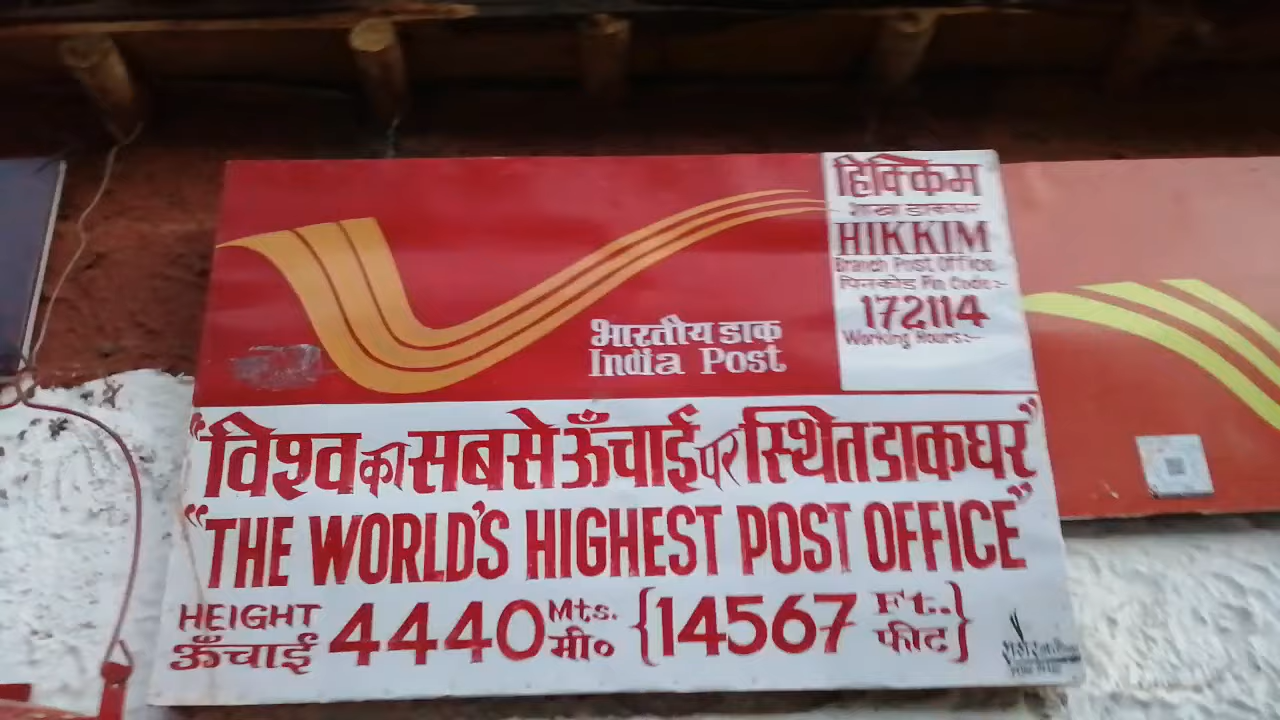 हिक्किम
शाखा डाकघर
HIKKIM
Branch Post Office
पिनकोड Pin Code:-
172114
Working Hours:-
भारतीय डाक
India Post
"विश्व का सबसे ऊँचाई पर स्थित डाकघर"
"THE WORLD'S HIGHEST POST OFFICE"
HEIGHT 4440 Mts. {14567 Ft..}
ऊँचाई मी० फीट